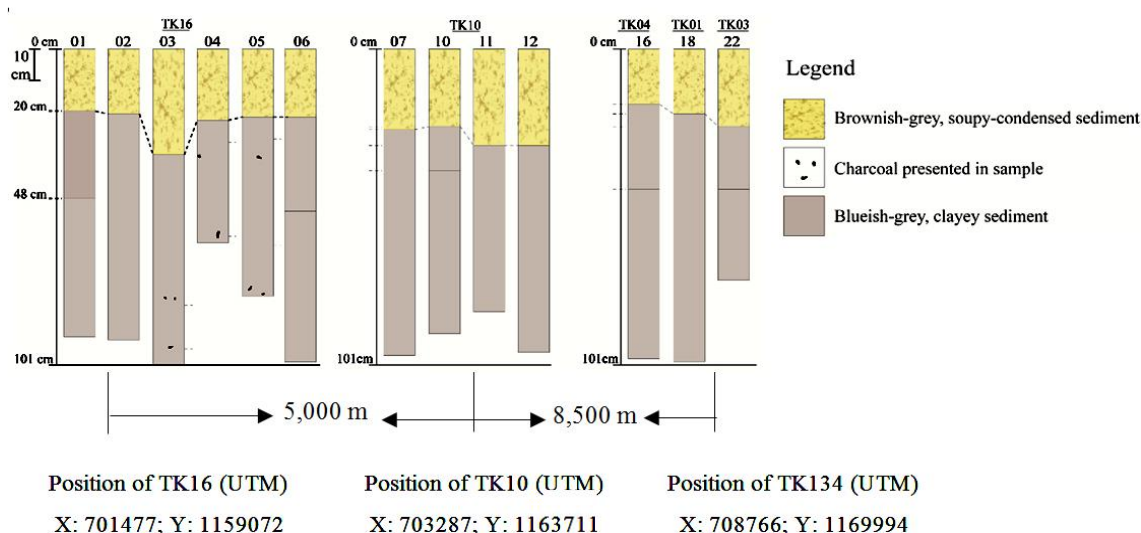 TK16
TK10
TK04 TK01 TK03
0 cm 01 02 03 04 05 06
0 cm 07 10 11 12
0 cm 16 18 22
10
cm
20 cm
48 cm
101 cm
101cm
101cm
Legend
Brownish-grey, soupy-condensed sediment
Charcoal presented in sample
Blueish-grey, clayey sediment
5,000 m
8,500 m
Position of TK16 (UTM)
X: 701477; Y: 1159072
Position of TK10 (UTM)
X: 703287; Y: 1163711
Position of TK134 (UTM)
X: 708766; Y: 1169994